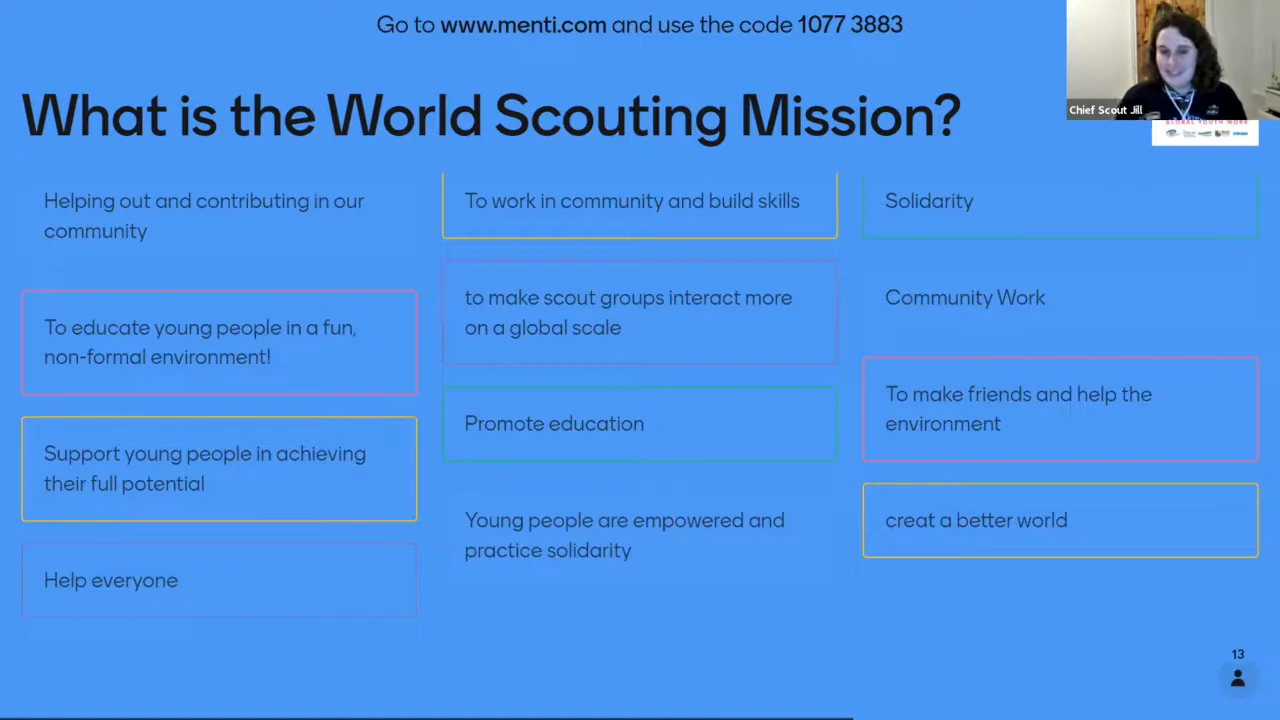 Go to www.menti.com and use the code 1077 3883
Chief Scout Jill
GLOBAL YOUTH WORK
What is the World Scouting Mission?
Helping out and contributing in our
community
To educate young people in a fun,
non-formal environment!
Support young people in achieving
their full potential
Help everyone
To work in community and build skills
to make scout groups interact more
on a global scale
Promote education
Young people are empowered and
practice solidarity
Solidarity
Community Work
To make friends and help the
environment
creat a better world
13